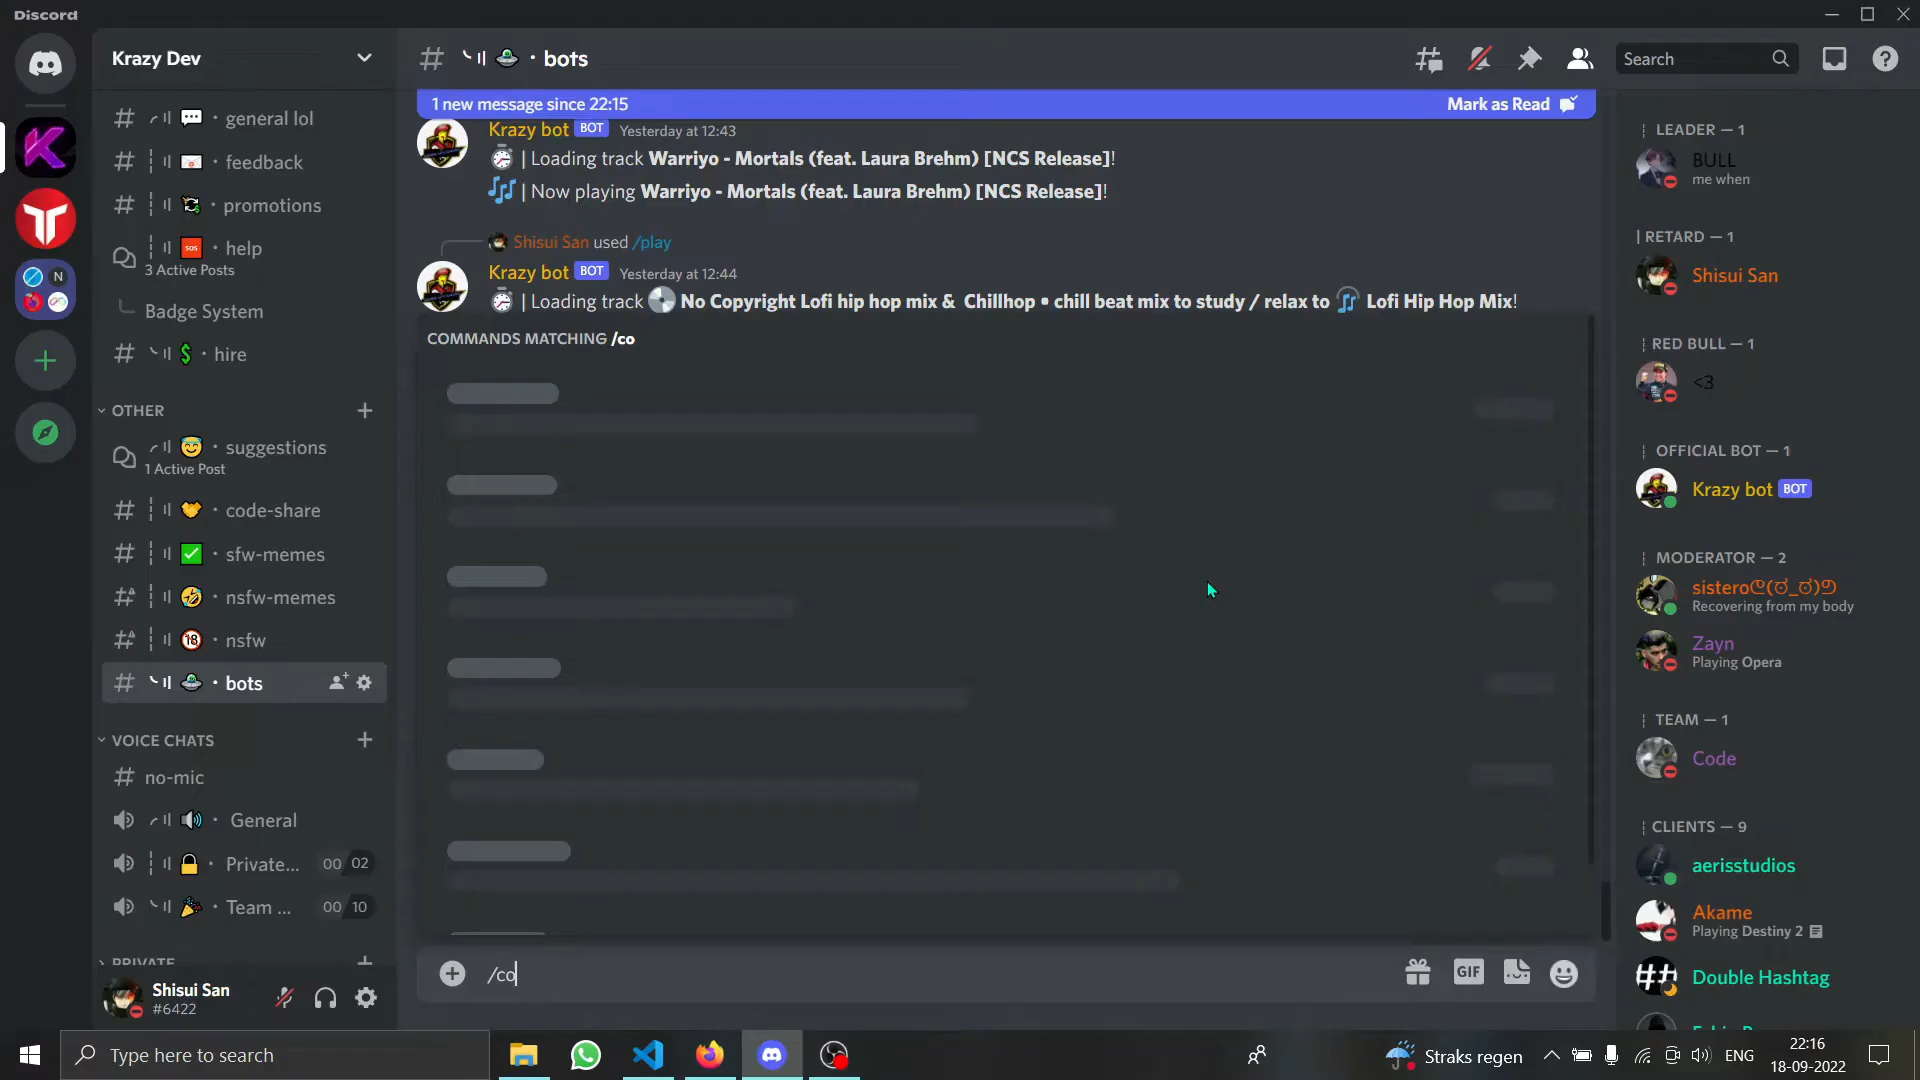 Discord
Krazy Dev
general lol
feedback
promotions
help
3 Active Posts
Badge System
hire
OTHER
suggestions
1 Active Post
code-share
sfw-memes
nsfw-memes
nsfw
bots
VOICE CHATS
no-mic
General
Private... 00 02
Team ... 00 10
PRIVATE
Shisui San
#6422
bots
Search
1 new message since 22:15 Mark as Read
Krazy bot BOT Yesterday at 12:43
| Loading track Warriyo - Mortals (feat. Laura Brehm) [NCS Release]!
| Now playing Warriyo - Mortals (feat. Laura Brehm) [NCS Release]!
Shisui San used /play
Krazy bot BOT Yesterday at 12:44
| Loading track 💿 No Copyright Lofi hip hop mix & Chillhop • chill beat mix to study / relax to 🎧 Lofi Hip Hop Mix!
COMMANDS MATCHING /co
/co
GIF
LEADER — 1
BULL
me when
RETARD — 1
Shisui San
RED BULL — 1
<3
OFFICIAL BOT — 1
Krazy bot BOT
MODERATOR — 2
sisteroᕦ(ಠ_ಠ)ᕤ
Recovering from my body
Zayn
Playing Opera
TEAM — 1
Code
CLIENTS — 9
aerisstudios
Akame
Playing Destiny 2
Double Hashtag
Type here to search
Straks regen
ENG
22:16
18-09-2022